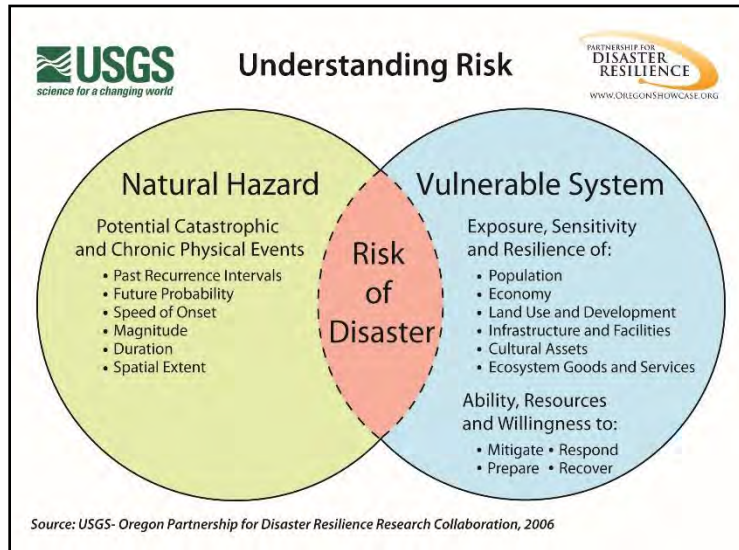 USGS
science for a changing world
Understanding Risk
PARTNERSHIP FOR
DISASTER
RESILIENCE
WWW.OREGONSHOWCASE.ORG
Natural Hazard
Potential Catastrophic
and Chronic Physical Events
• Past Recurrence Intervals
• Future Probability
• Speed of Onset
• Magnitude
• Duration
• Spatial Extent
Risk
of
Disaster
Vulnerable System
Exposure, Sensitivity
and Resilience of:
• Population
• Economy
• Land Use and Development
• Infrastructure and Facilities
• Cultural Assets
• Ecosystem Goods and Services
Ability, Resources
and Willingness to:
• Mitigate • Respond
• Prepare • Recover
Source: USGS- Oregon Partnership for Disaster Resilience Research Collaboration, 2006